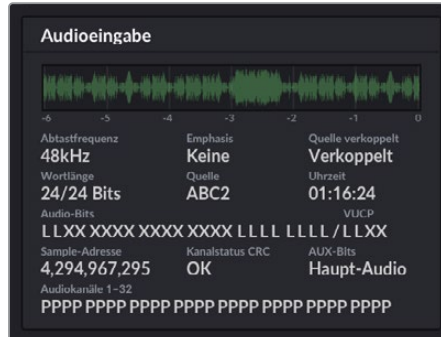 Audioeingabe
-6 -5 -4 -3 -2 -1 0
Abtastfrequenz Emphasis Quelle verkoppelt
48kHz Keine Verkoppelt
Wortlänge Quelle Uhrzeit
24/24 Bits ABC2 01:16:24
Audio-Bits VUCP
LLXX XXXX XXXX XXXX LLLL LLLL / LLXX
Sample-Adresse Kanalstatus CRC AUX-Bits
4,294,967,295 OK Haupt-Audio
Audiokanäle 1–32
PPPP PPPP PPPP PPPP PPPP PPPP PPPP PPPP